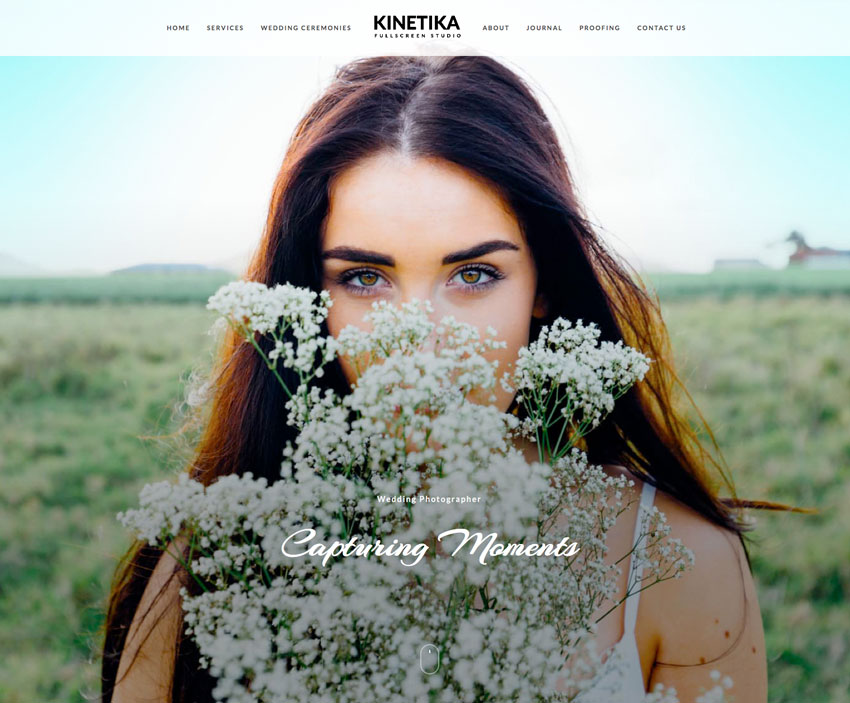 HOME SERVICES WEDDING CEREMONIES KINETIKA ABOUT JOURNAL PROOFING CONTACT US
FULLSCREEN STUDIO
Wedding Photographer
Capturing Moments